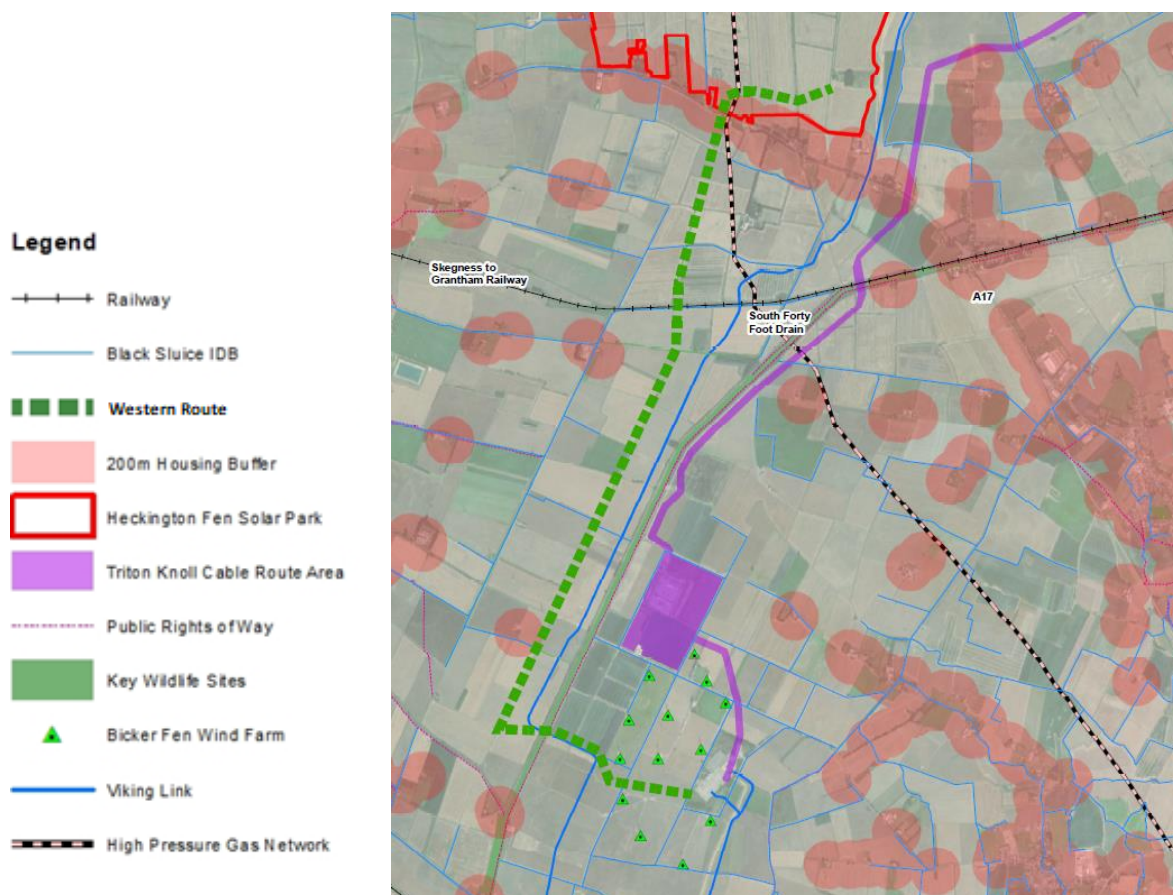 Legend
Railway
Black Sluice IDB
Western Route
200m Housing Buffer
Heckington Fen Solar Park
Triton Knoll Cable Route Area
Public Rights of Way
Key Wildlife Sites
Bicker Fen Wind Farm
Viking Link
High Pressure Gas Network
Skegness to
Grantham Railway
A17
South Forty
Foot Drain